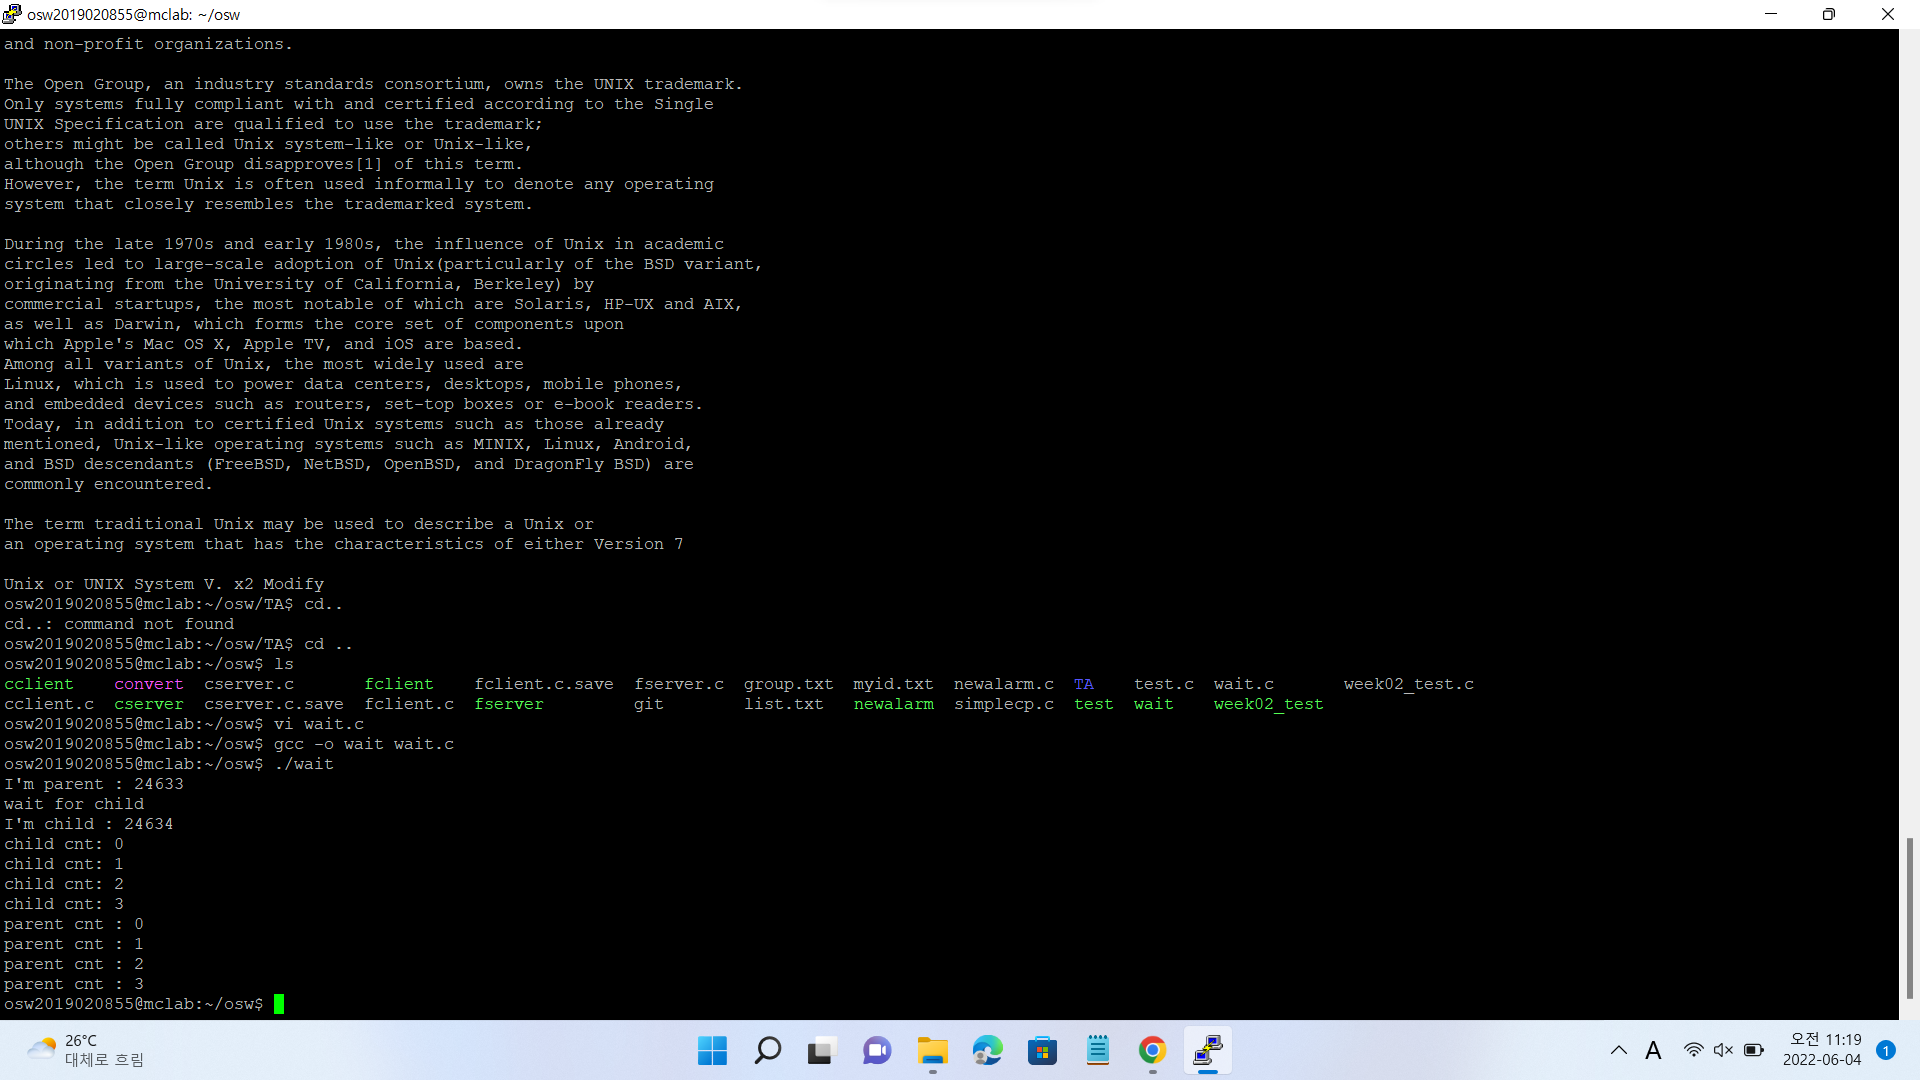 osw2019020855@mclab: ~/osw
and non-profit organizations.
The Open Group, an industry standards consortium, owns the UNIX trademark.
Only systems fully compliant with and certified according to the Single
UNIX Specification are qualified to use the trademark;
others might be called Unix system-like or Unix-like,
although the Open Group disapproves[1] of this term.
However, the term Unix is often used informally to denote any operating
system that closely resembles the trademarked system.
During the late 1970s and early 1980s, the influence of Unix in academic
circles led to large-scale adoption of Unix(particularly of the BSD variant,
originating from the University of California, Berkeley) by
commercial startups, the most notable of which are Solaris, HP-UX and AIX,
as well as Darwin, which forms the core set of components upon
which Apple's Mac OS X, Apple TV, and iOS are based.
Among all variants of Unix, the most widely used are
Linux, which is used to power data centers, desktops, mobile phones,
and embedded devices such as routers, set-top boxes or e-book readers.
Today, in addition to certified Unix systems such as those already
mentioned, Unix-like operating systems such as MINIX, Linux, Android,
and BSD descendants (FreeBSD, NetBSD, OpenBSD, and DragonFly BSD) are
commonly encountered.
The term traditional Unix may be used to describe a Unix or
an operating system that has the characteristics of either Version 7
Unix or UNIX System V. x2 Modify
osw2019020855@mclab:~/osw/TA$ cd..
cd..: command not found
osw2019020855@mclab:~/osw/TA$ cd ..
osw2019020855@mclab:~/osw$ ls
cclient convert cserver.c fclient fclient.c.save fserver.c group.txt myid.txt newalarm.c TA test.c wait.c week02_test.c
cclient.c cserver cserver.c.save fclient.c fserver git list.txt newalarm simplecp.c test wait week02_test
osw2019020855@mclab:~/osw$ vi wait.c
osw2019020855@mclab:~/osw$ gcc -o wait wait.c
osw2019020855@mclab:~/osw$ ./wait
I'm parent : 24633
wait for child
I'm child : 24634
child cnt: 0
child cnt: 1
child cnt: 2
child cnt: 3
parent cnt : 0
parent cnt : 1
parent cnt : 2
parent cnt : 3
osw2019020855@mclab:~/osw$
26°C
대체로 흐림
A
오전 11:19
2022-06-04
1